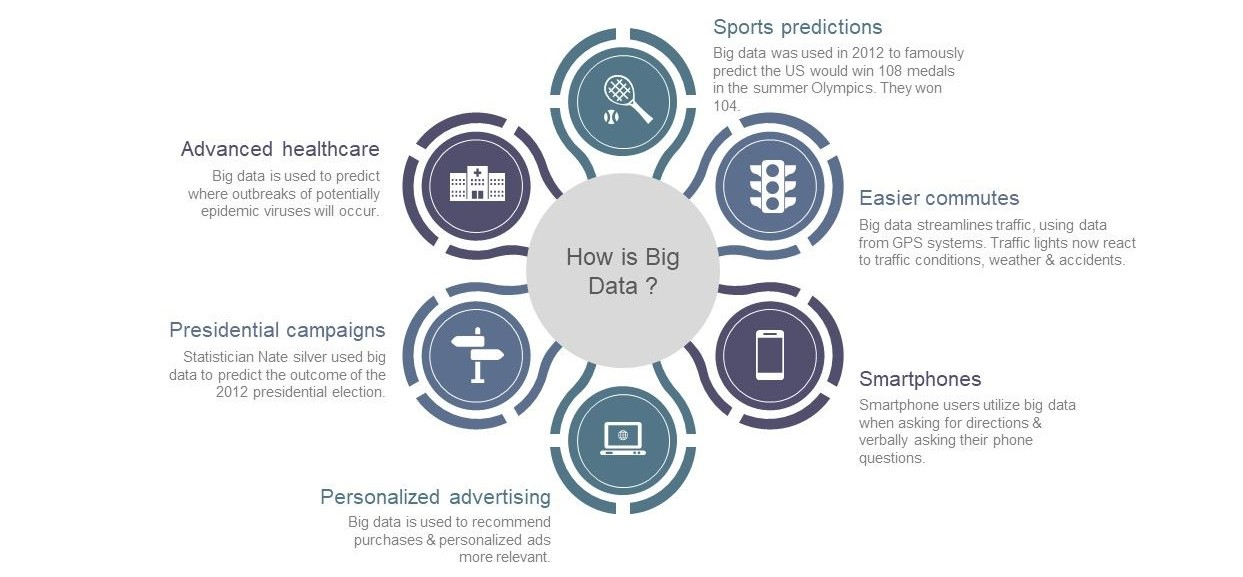 Sports predictions
Big data was used in 2012 to famously
predict the US would win 108 medals
in the summer Olympics. They won
104.
Advanced healthcare
Big data is used to predict
where outbreaks of potentially
epidemic viruses will occur.
Easier commutes
Big data streamlines traffic, using data
from GPS systems. Traffic lights now react
to traffic conditions, weather & accidents.
How is Big
Data ?
Presidential campaigns
Statistician Nate silver used big
data to predict the outcome of the
2012 presidential election.
Smartphones
Smartphone users utilize big data
when asking for directions &
verbally asking their phone
questions.
Personalized advertising
Big data is used to recommend
purchases & personalized ads
more relevant.